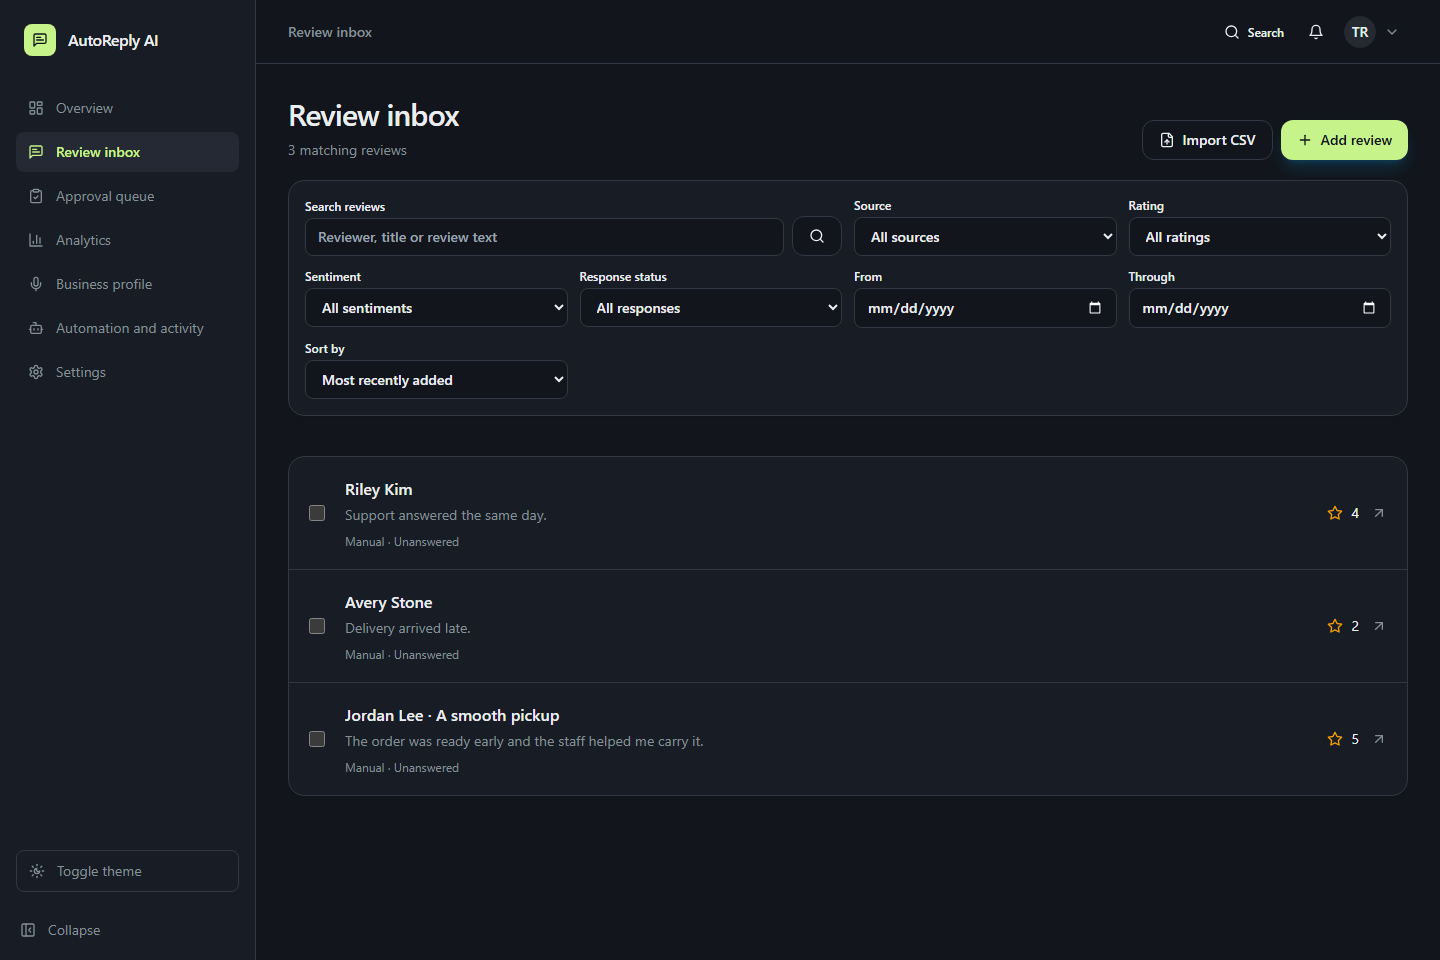 AutoReply AI
Overview
Review inbox
Approval queue
Analytics
Business profile
Automation and activity
Settings
Toggle theme
Collapse
Review inbox
Search
TR
Review inbox
3 matching reviews
Import CSV
Add review
Search reviews
Reviewer, title or review text
Source
All sources
Rating
All ratings
Sentiment
All sentiments
Response status
All responses
From
mm/dd/yyyy
Through
mm/dd/yyyy
Sort by
Most recently added
Riley Kim
Support answered the same day.
Manual · Unanswered
4
Avery Stone
Delivery arrived late.
Manual · Unanswered
2
Jordan Lee · A smooth pickup
The order was ready early and the staff helped me carry it.
Manual · Unanswered
5